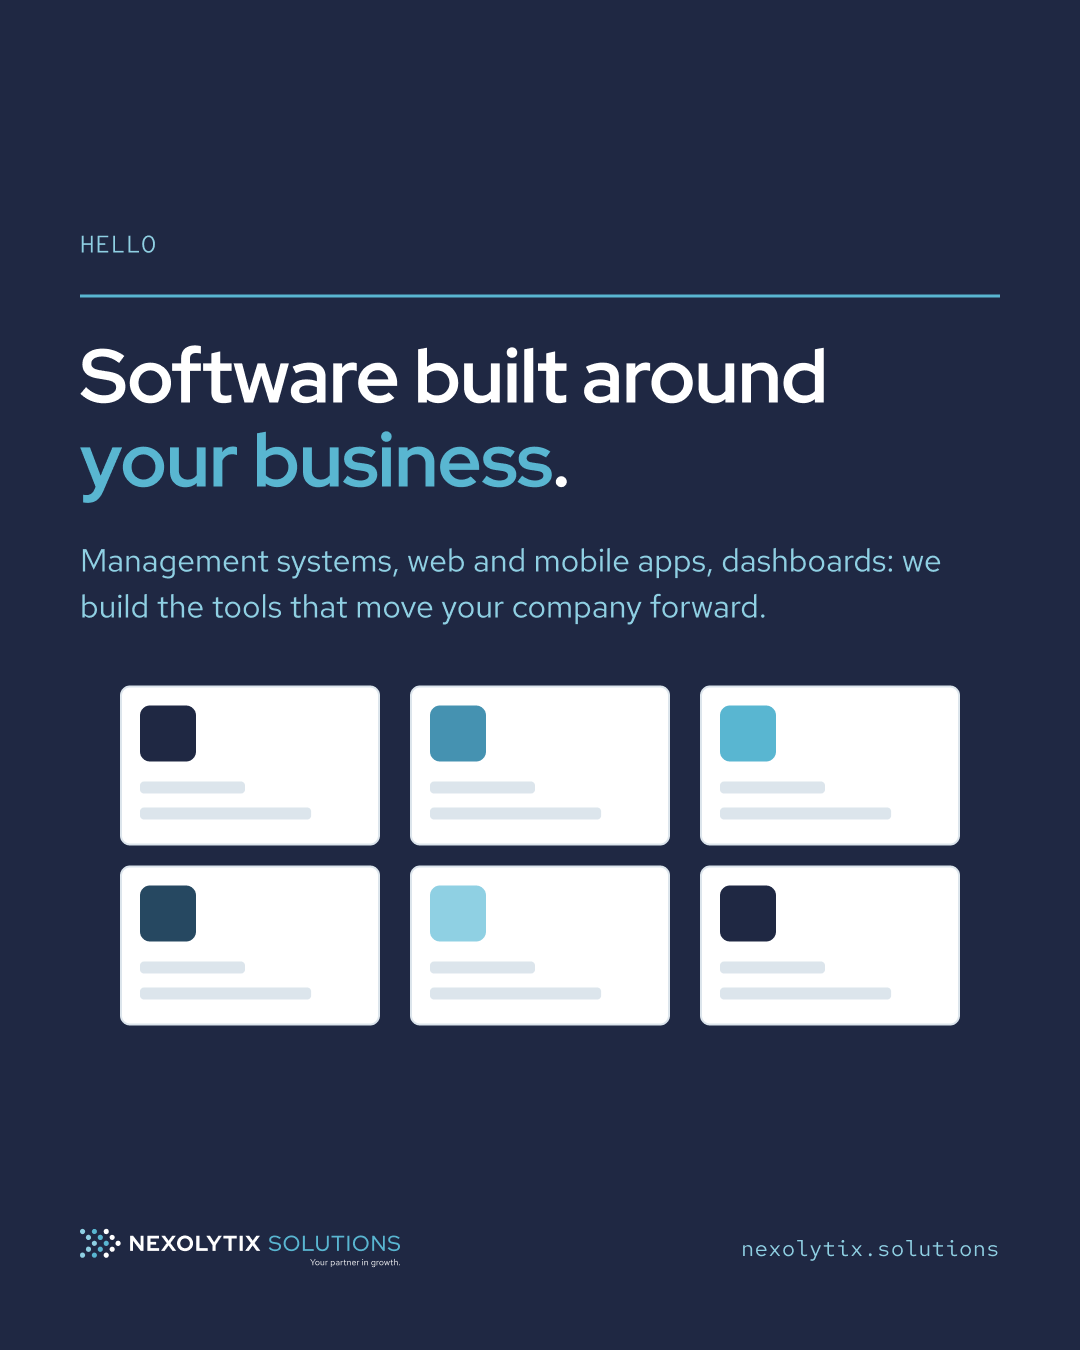 HELLO
Software built around
your business.
Management systems, web and mobile apps, dashboards: we
build the tools that move your company forward.
NEXOLYTIX SOLUTIONS
Your partner in growth.
nexolytix.solutions